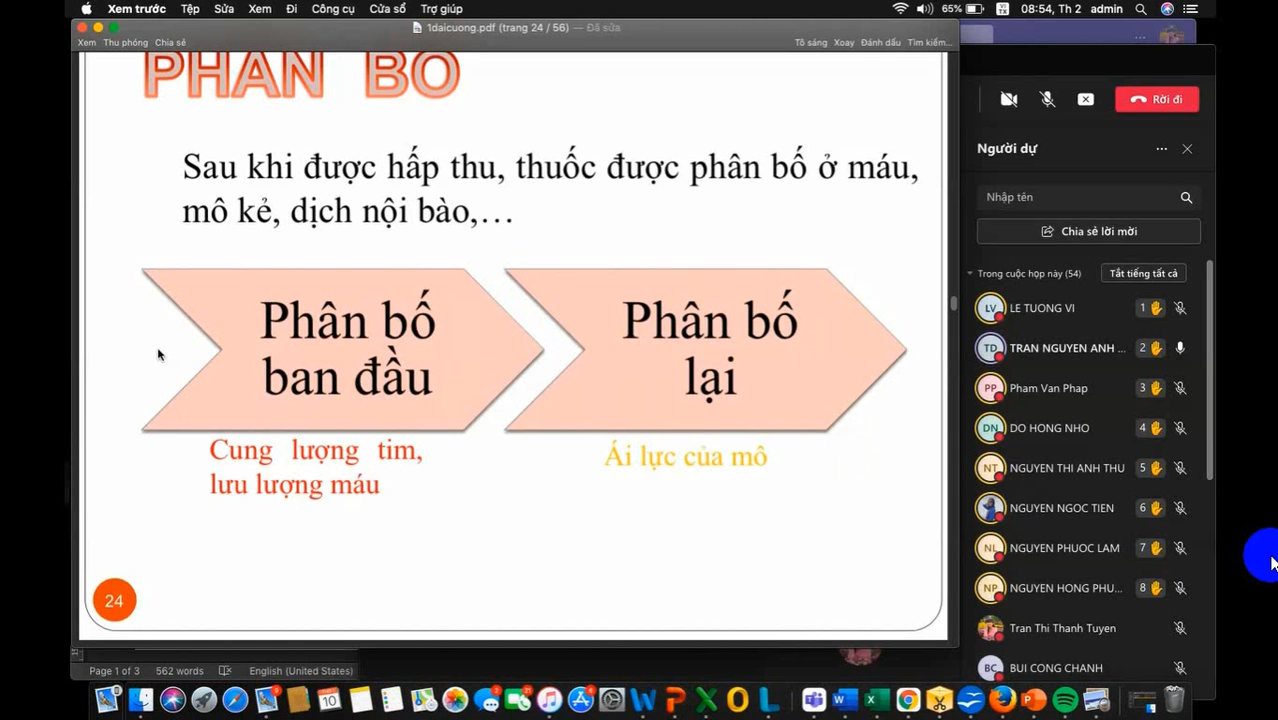 Xem trước Tệp Sửa Xem Đi Công cụ Cửa sổ Trợ giúp
65% VI TX 08:54, Th 2 admin
1daicuong.pdf (trang 24 / 56) — Đã sửa
Xem Thu phóng Chia sẻ Tô sáng Xoay Đánh dấu Tìm kiếm...
PHÂN BỐ
Sau khi được hấp thu, thuốc được phân bố ở máu,
mô kẻ, dịch nội bào,…
Phân bố
ban đầu
Phân bố
lại
Cung lượng tim,
lưu lượng máu
Ái lực của mô
24
Rời đi
Người dự
Nhập tên
Chia sẻ lời mời
Trong cuộc họp này (54) Tắt tiếng tất cả
LV LE TUONG VI 1
TD TRAN NGUYEN ANH ... 2
PP Pham Van Phap 3
DN DO HONG NHO 4
NT NGUYEN THI ANH THU 5
NGUYEN NGOC TIEN 6
NL NGUYEN PHUOC LAM 7
NP NGUYEN HONG PHU... 8
Tran Thi Thanh Tuyen
BC BUI CONG CHANH
Page 1 of 3 562 words English (United States)